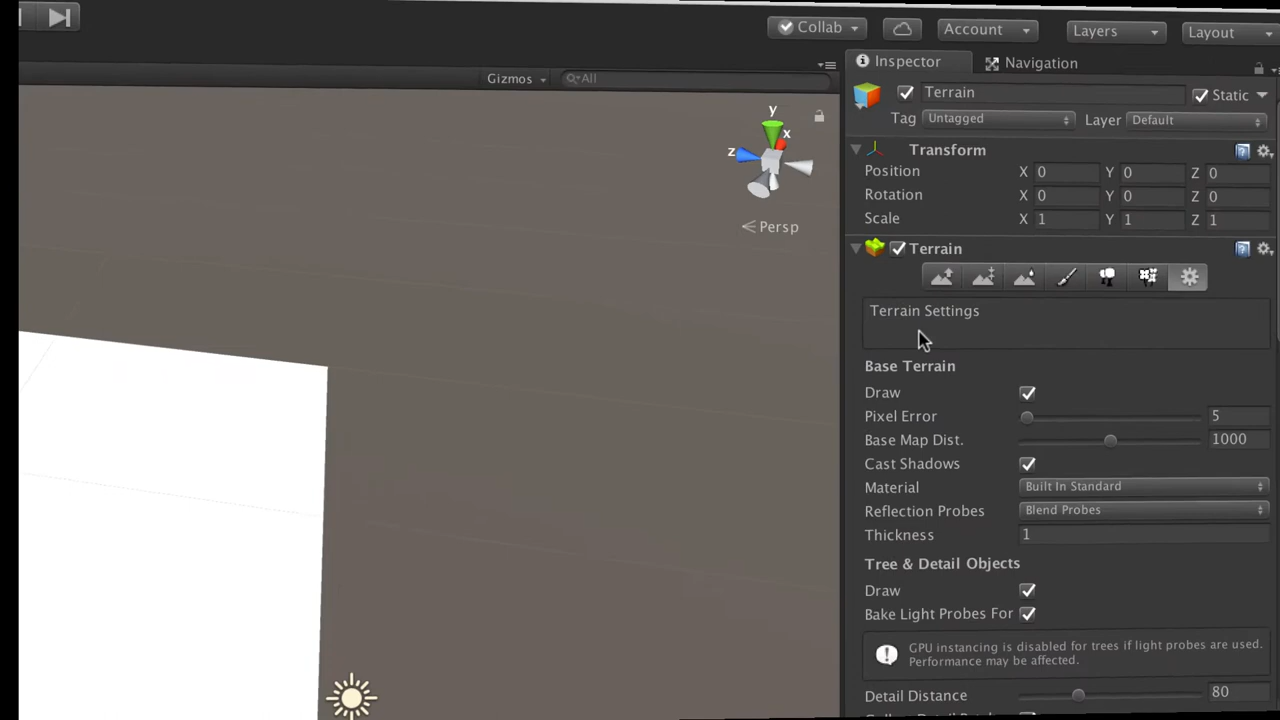 Collab
Account
Layers
Layout
Gizmos
All
Inspector
Navigation
Terrain
Static
Tag Untagged Layer Default
y
x
z
Persp
Transform
Position X 0 Y 0 Z 0
Rotation X 0 Y 0 Z 0
Scale X 1 Y 1 Z 1
Terrain
Terrain Settings
Base Terrain
Draw
Pixel Error 5
Base Map Dist. 1000
Cast Shadows
Material Built In Standard
Reflection Probes Blend Probes
Thickness 1
Tree & Detail Objects
Draw
Bake Light Probes For
GPU instancing is disabled for trees if light probes are used.
Performance may be affected.
Detail Distance 80